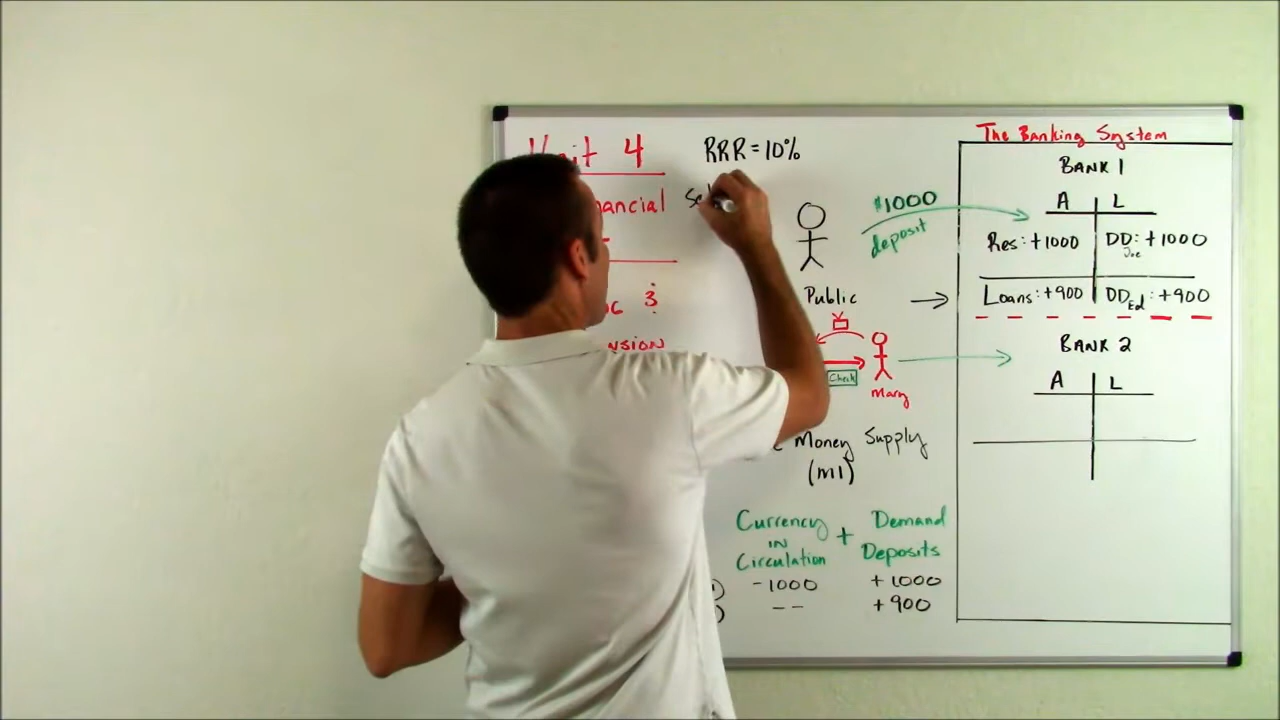 Unit 4
RRR = 10%
$1000
deposit
Public
Check
Mary
Money Supply
(M1)
Currency
IN
Circulation
+
Demand
Deposits
-1000
+1000
--
+900
The Banking System
BANK 1
A L
Res: +1000 DD: +1000
Joe
Loans: +900 DD Ed: +900
BANK 2
A L